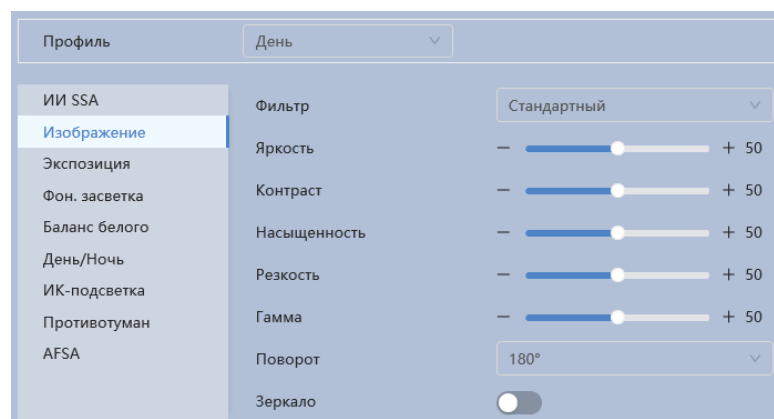 Профиль День
ИИ SSA
Изображение
Экспозиция
Фон. засветка
Баланс белого
День/Ночь
ИК-подсветка
Противотуман
AFSA
Фильтр Стандартный
Яркость − + 50
Контраст − + 50
Насыщенность − + 50
Резкость − + 50
Гамма − + 50
Поворот 180°
Зеркало